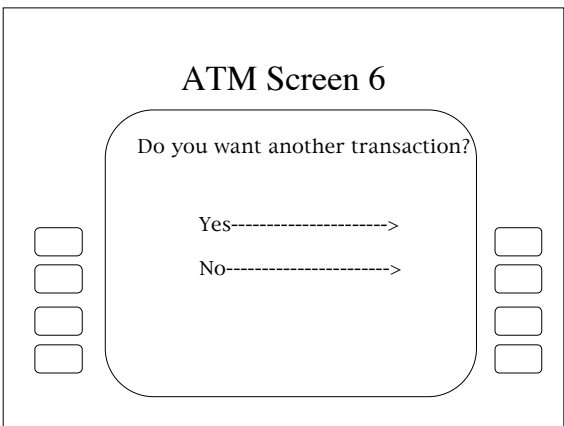 ATM Screen 6
Do you want another transaction?
Yes---------------------->
No----------------------->